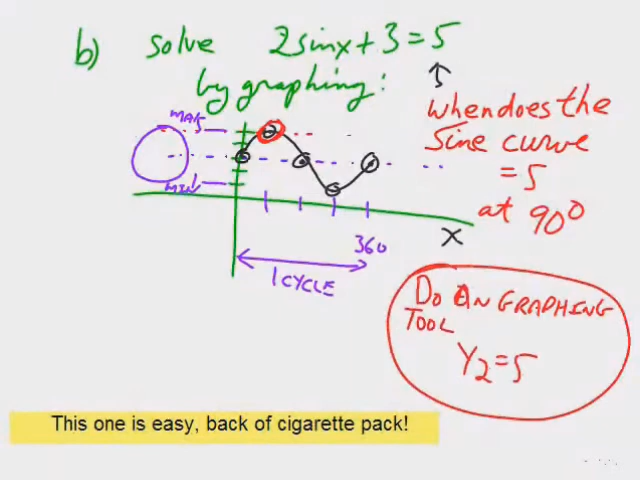 b) solve 2sinx+3=5
by graphing:
when does the
sine curve
=5
at 90°
MAX
MIN
360
X
1 CYCLE
DO ON GRAPHING
TOOL
Y2=5
This one is easy, back of cigarette pack!